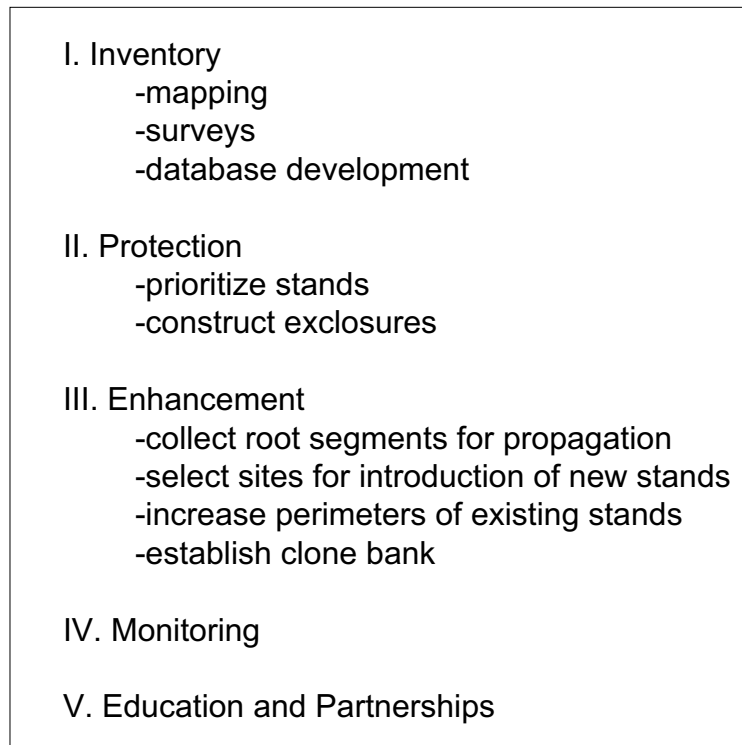 I. Inventory
-mapping
-surveys
-database development
II. Protection
-prioritize stands
-construct exclosures
III. Enhancement
-collect root segments for propagation
-select sites for introduction of new stands
-increase perimeters of existing stands
-establish clone bank
IV. Monitoring
V. Education and Partnerships